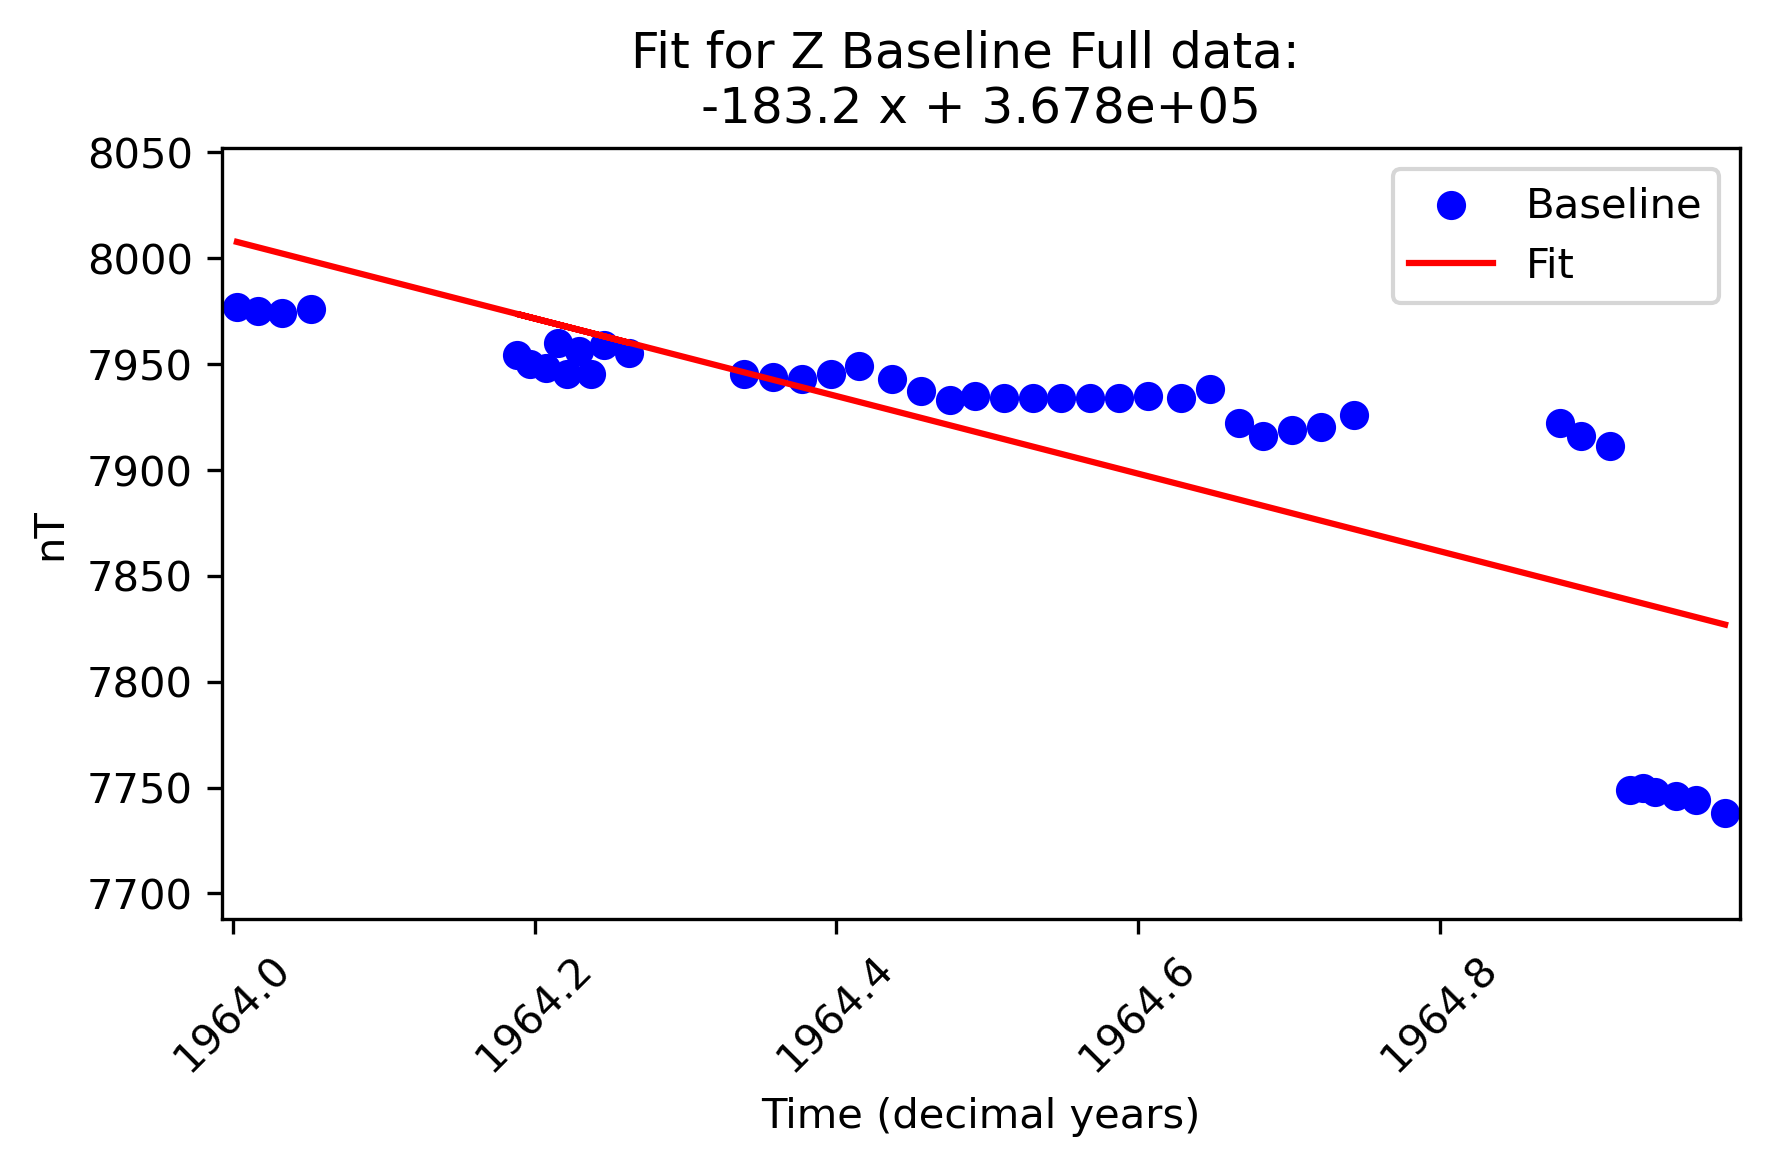 Fit for Z Baseline Full data:
-183.2 x + 3.678e+05
8050
8000
7950
7900
7850
7800
7750
7700
nT
Baseline
Fit
1964.0
1964.2
1964.4
1964.6
1964.8
Time (decimal years)